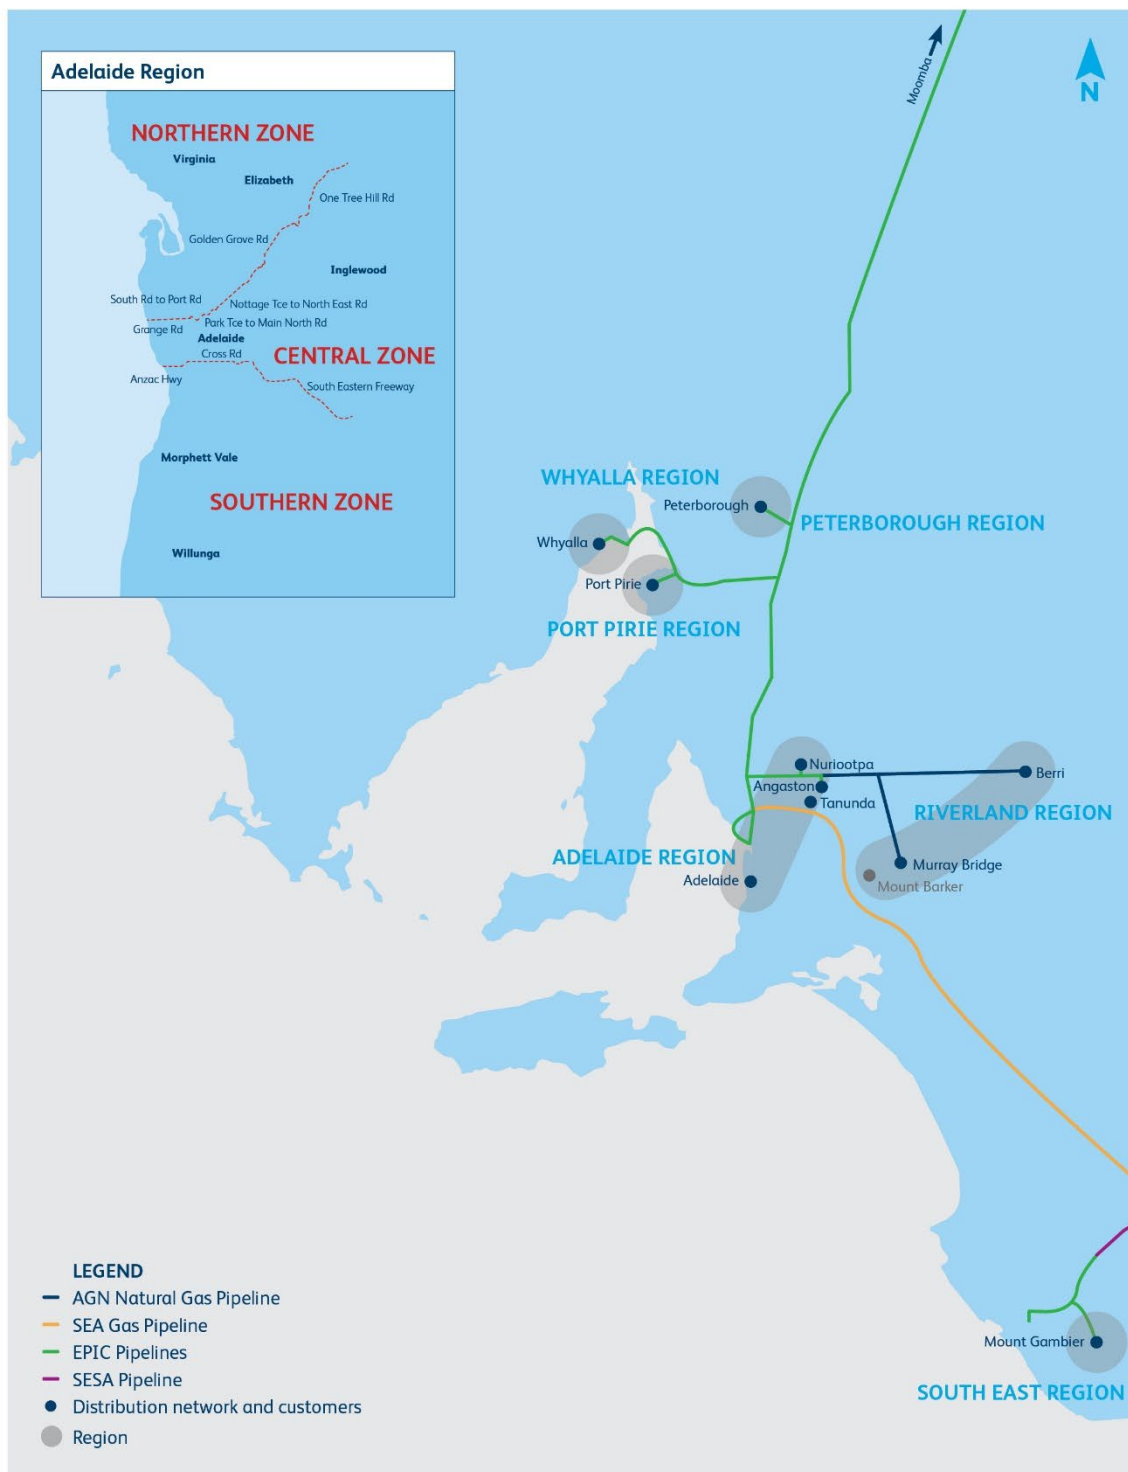 Adelaide Region
NORTHERN ZONE
Virginia
Elizabeth
One Tree Hill Rd
Golden Grove Rd
Inglewood
South Rd to Port Rd
Nottage Tce to North East Rd
Grange Rd
Park Tce to Main North Rd
Adelaide
Cross Rd
CENTRAL ZONE
Anzac Hwy
South Eastern Freeway
Morphett Vale
SOUTHERN ZONE
Willunga
Moomba
N
WHYALLA REGION
Peterborough
PETERBOROUGH REGION
Whyalla
Port Pirie
PORT PIRIE REGION
Nuriootpa
Berri
Angaston
Tanunda
RIVERLAND REGION
ADELAIDE REGION
Murray Bridge
Adelaide
Mount Barker
LEGEND
AGN Natural Gas Pipeline
SEA Gas Pipeline
EPIC Pipelines
SESA Pipeline
Distribution network and customers
Region
Mount Gambier
SOUTH EAST REGION